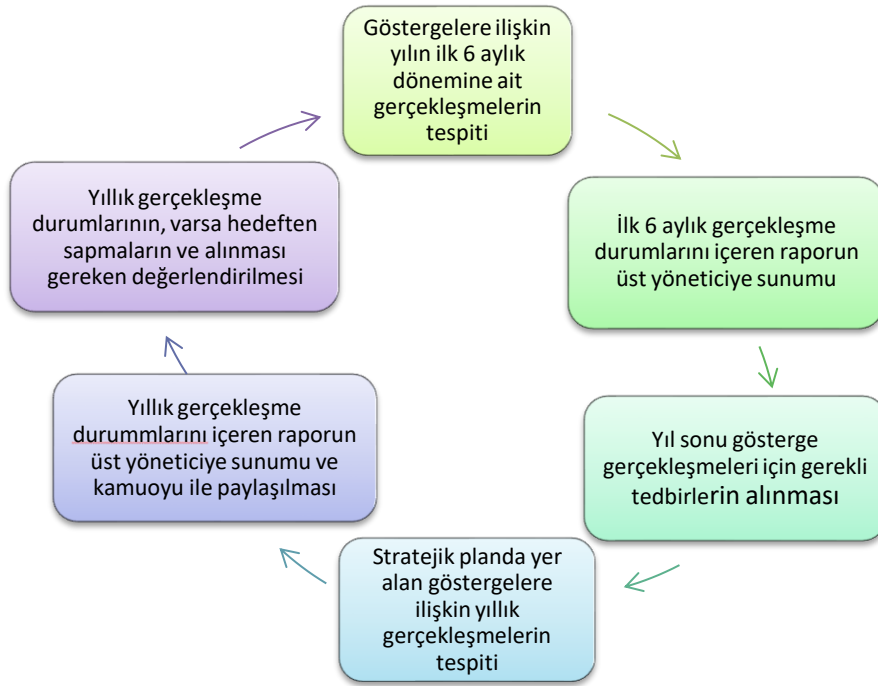 Göstergelere ilişkin
yılın ilk 6 aylık
dönemine ait
gerçekleşmelerin
tespiti
İlk 6 aylık gerçekleşme
durumlarını içeren raporun
üst yöneticiye sunumu
Yıl sonu gösterge
gerçekleşmeleri için gerekli
tedbirlerin alınması
Stratejik planda yer
alan göstergelere
ilişkin yıllık
gerçekleşmelerin
tespiti
Yıllık gerçekleşme
durummlarını içeren raporun
üst yöneticiye sunumu ve
kamuoyu ile paylaşılması
Yıllık gerçekleşme
durumlarının, varsa hedeften
sapmaların ve alınması
gereken değerlendirilmesi